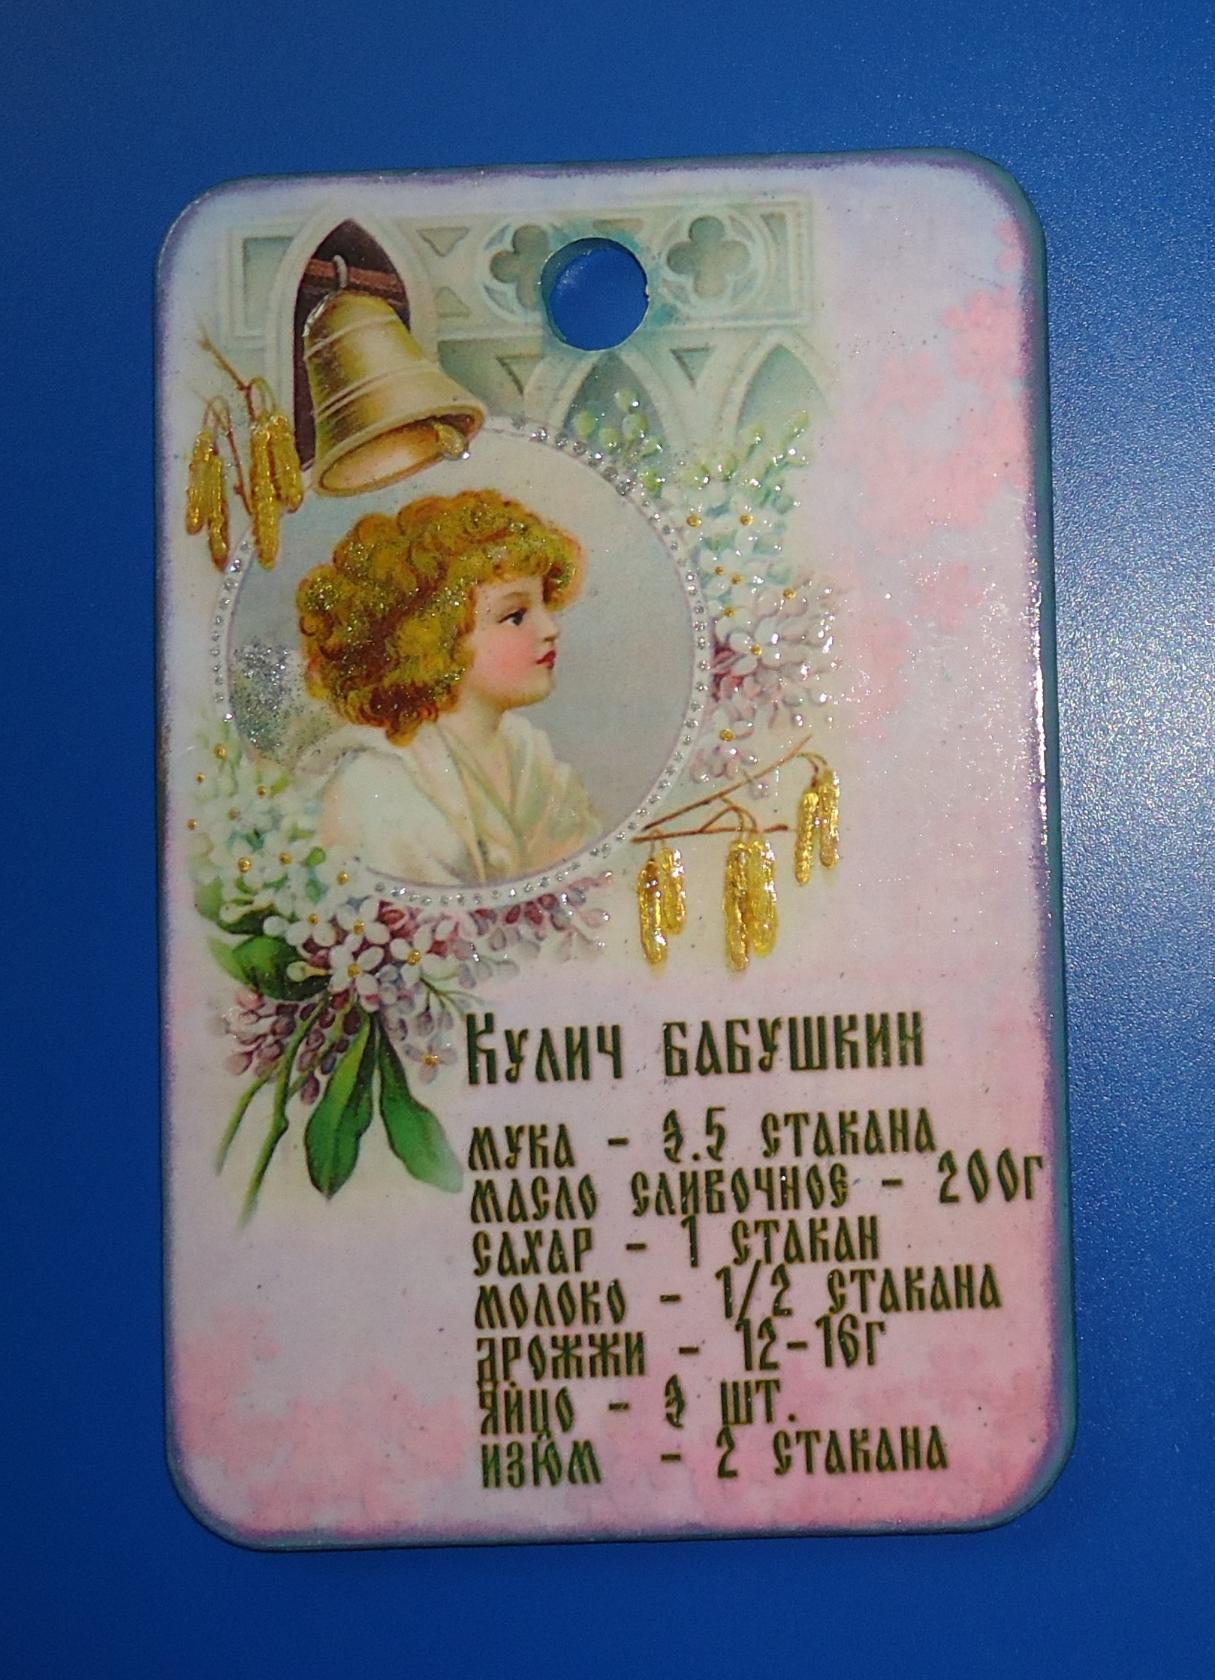 Кулич бабушкин
мука - 3.5 стакана
масло сливочное - 200г
сахар - 1 стакан
молоко - 1/2 стакана
дрожжи - 12-16г
яйцо - 3 шт.
изюм - 2 стакана